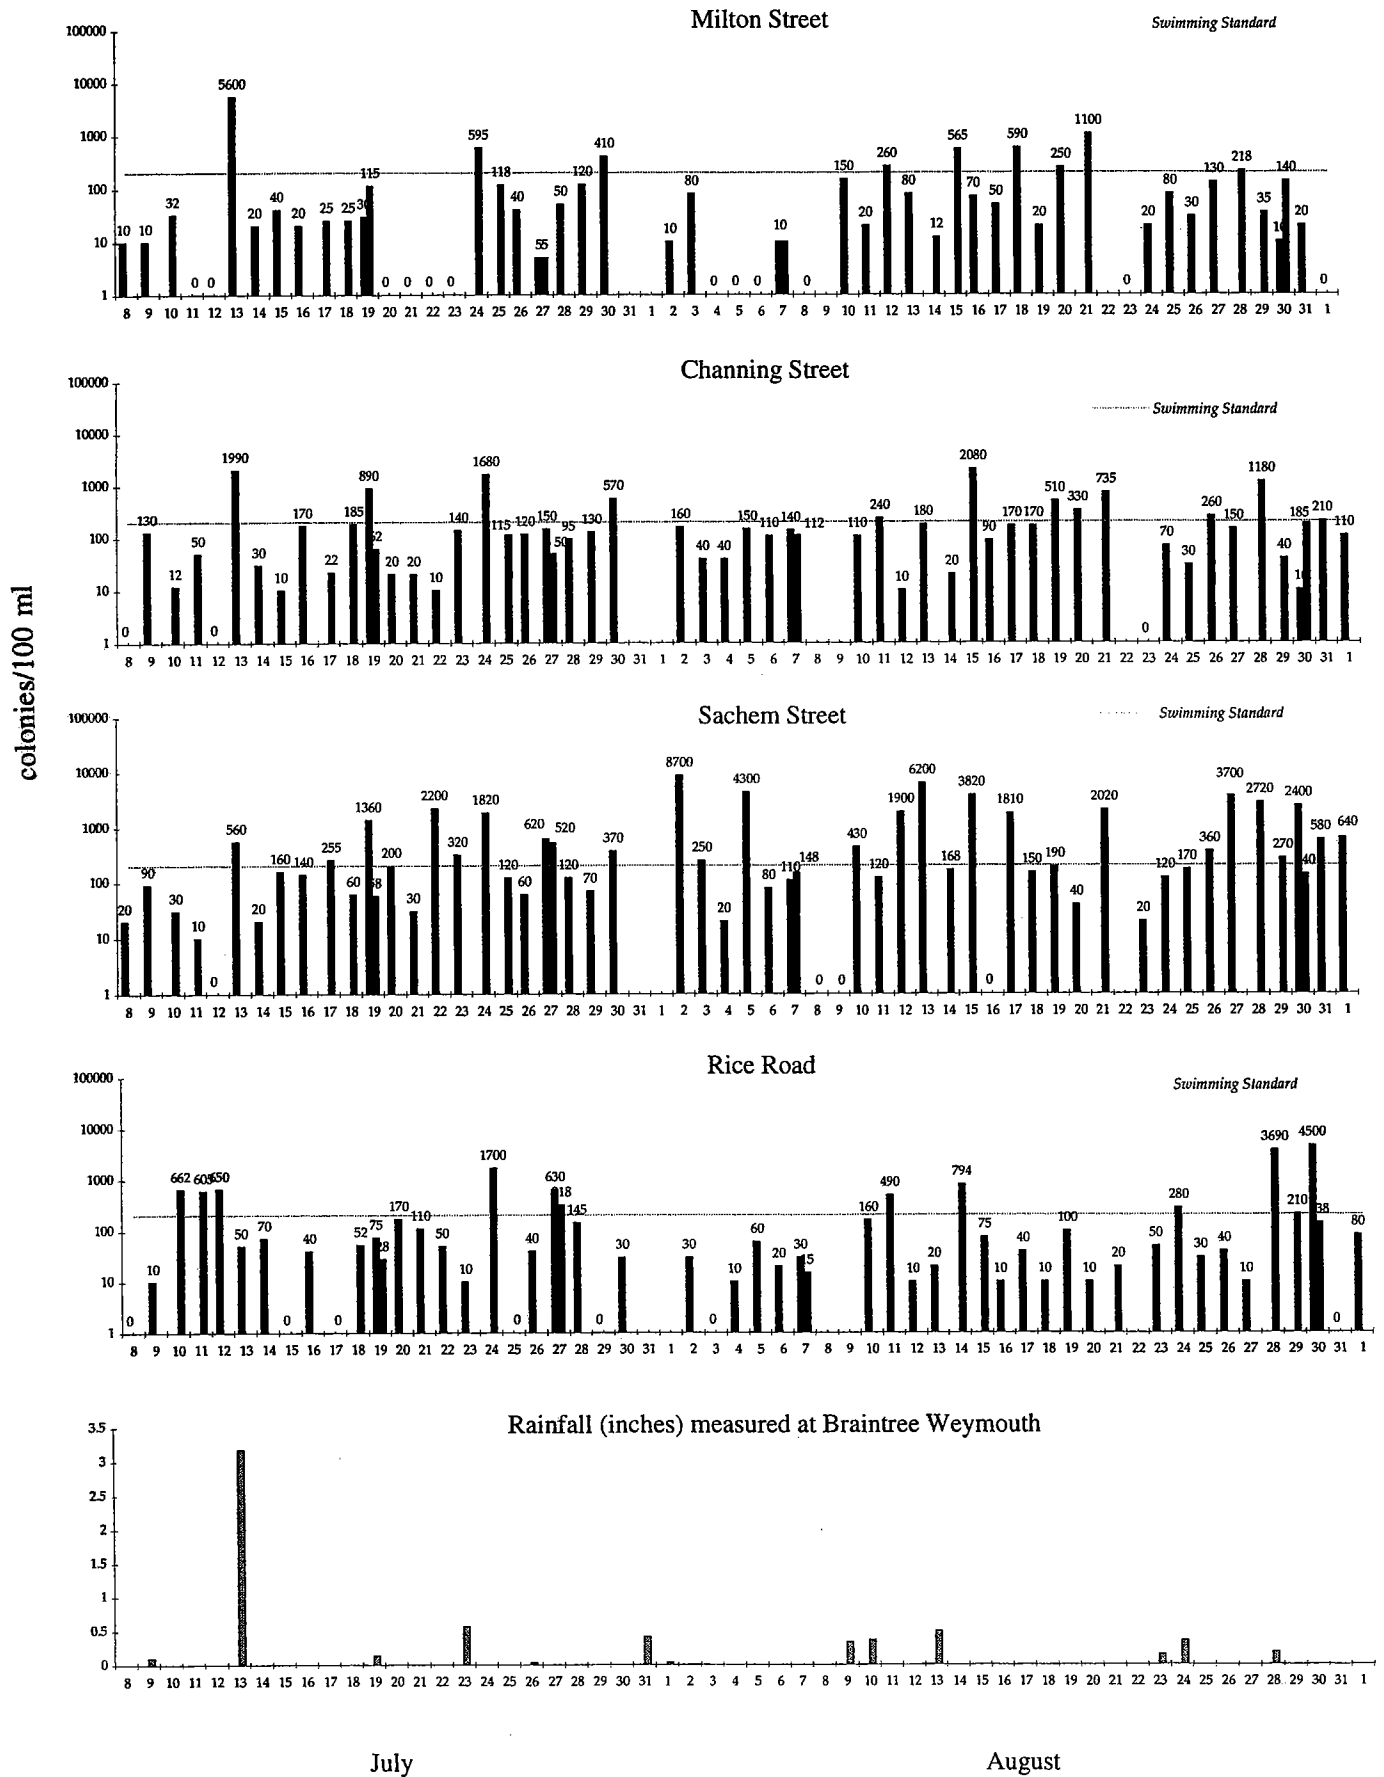 Milton Street
Swimming Standard
100000
10000
1000
100
10
1
10 10 32 0 0 5600 20 40 20 25 25 30 115 0 0 0 0 595 118 40 55 50 120 410 10 80 0 0 0 10 0 150 20 260 80 12 565 70 50 590 20 250 1100 0 20 80 30 130 218 35 140 20 0
8 9 10 11 12 13 14 15 16 17 18 19 20 21 22 23 24 25 26 27 28 29 30 31 1 2 3 4 5 6 7 8 9 10 11 12 13 14 15 16 17 18 19 20 21 22 23 24 25 26 27 28 29 30 31 1
Channing Street
Swimming Standard
100000
10000
1000
100
10
1
0 130 12 50 0 1990 30 10 170 22 185 890 20 20 10 140 1680 115 120 150 50 95 130 570 160 40 40 150 110 140 112 110 240 10 180 20 2080 90 170 170 510 330 735 0 70 30 260 150 1180 40 185 210 110
8 9 10 11 12 13 14 15 16 17 18 19 20 21 22 23 24 25 26 27 28 29 30 31 1 2 3 4 5 6 7 8 9 10 11 12 13 14 15 16 17 18 19 20 21 22 23 24 25 26 27 28 29 30 31 1
colonies/100 ml
Sachem Street
Swimming Standard
100000
10000
1000
100
10
1
20 90 30 10 0 560 20 160 140 255 60 1360 200 30 2200 320 1820 120 60 620 520 120 70 370 8700 250 20 4300 80 110 148 0 0 430 120 1900 6200 168 3820 0 1810 150 190 40 2020 20 120 170 360 3700 2720 270 2400 40 580 640
8 9 10 11 12 13 14 15 16 17 18 19 20 21 22 23 24 25 26 27 28 29 30 31 1 2 3 4 5 6 7 8 9 10 11 12 13 14 15 16 17 18 19 20 21 22 23 24 25 26 27 28 29 30 31 1
Rice Road
Swimming Standard
100000
10000
1000
100
10
1
0 10 662 650 50 70 0 40 0 52 75 170 110 50 10 1700 0 40 630 145 0 30 30 0 10 60 20 30 160 490 10 20 794 75 10 40 10 100 10 20 50 280 30 40 10 3690 210 4500 38 0 80
8 9 10 11 12 13 14 15 16 17 18 19 20 21 22 23 24 25 26 27 28 29 30 31 1 2 3 4 5 6 7 8 9 10 11 12 13 14 15 16 17 18 19 20 21 22 23 24 25 26 27 28 29 30 31 1
Rainfall (inches) measured at Braintree Weymouth
3.5
3
2.5
2
1.5
1
0.5
0
8 9 10 11 12 13 14 15 16 17 18 19 20 21 22 23 24 25 26 27 28 29 30 31 1 2 3 4 5 6 7 8 9 10 11 12 13 14 15 16 17 18 19 20 21 22 23 24 25 26 27 28 29 30 31 1
July August